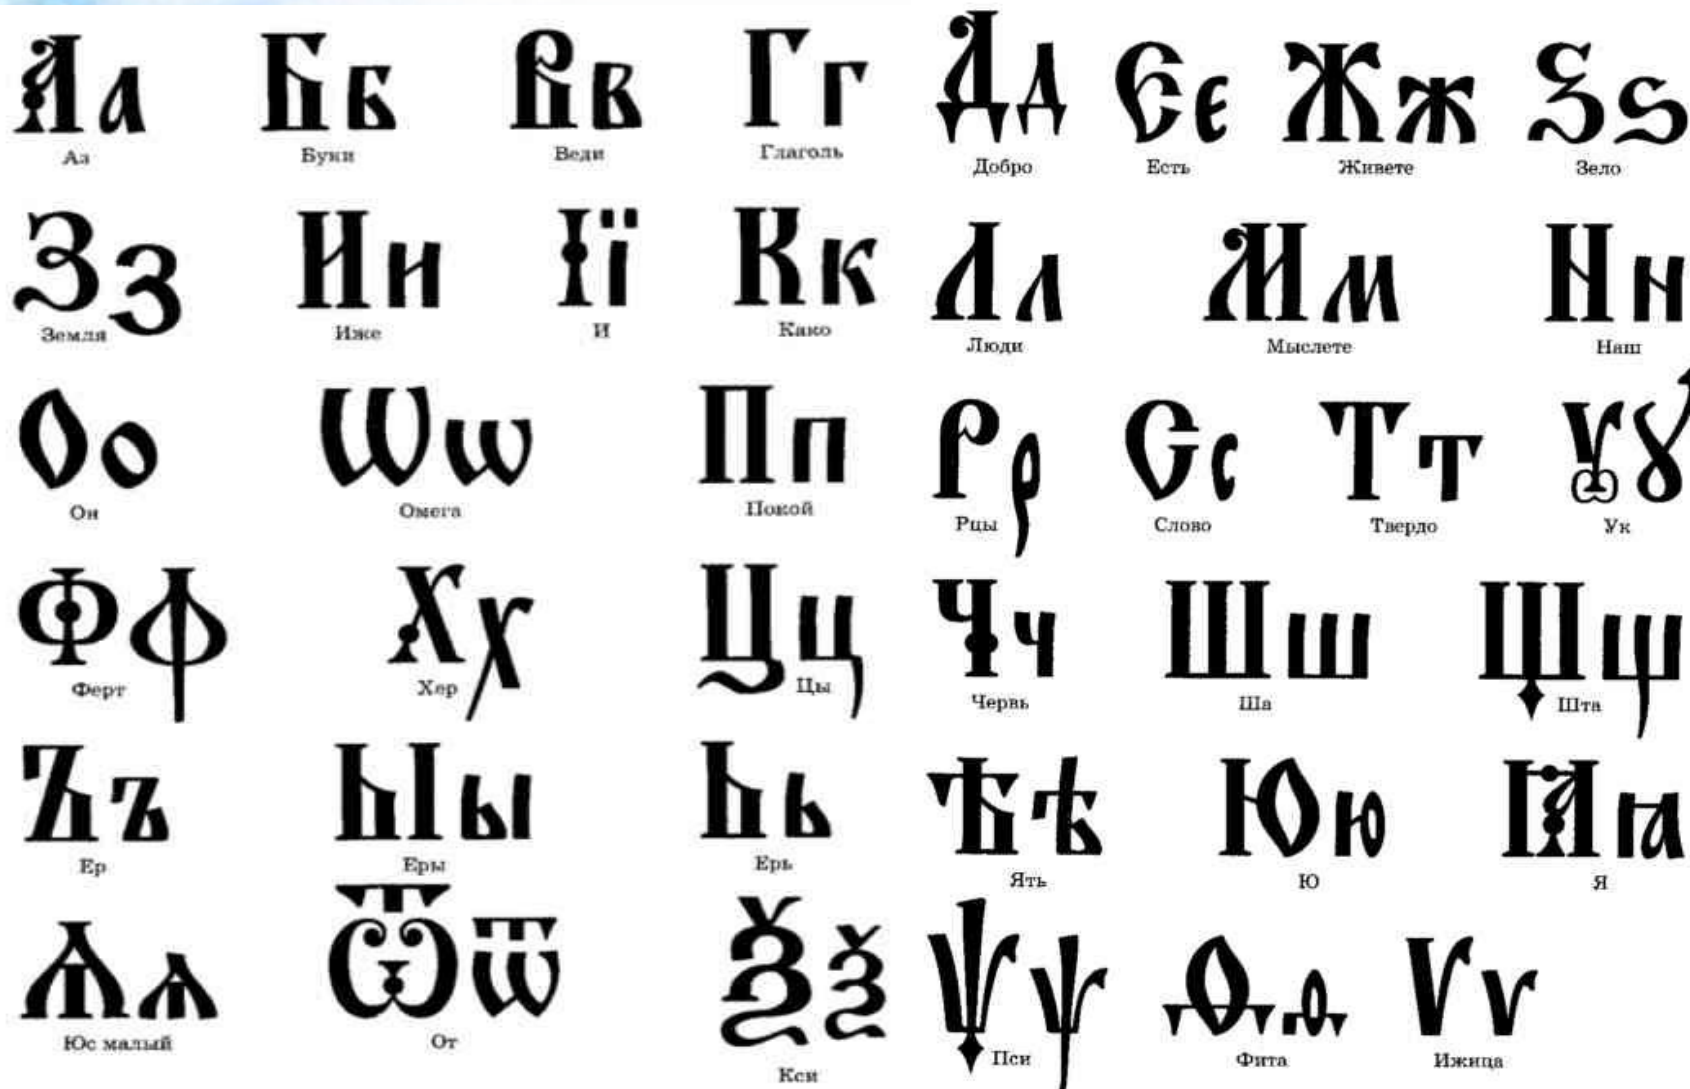 Аа Бб Вв Гг Дд Єє Жж Ѕѕ
Аз Буки Веди Глаголь Добро Есть Живете Зело
Зз Ии Її Кк Лл Мм Нн
Земля Иже И Како Люди Мыслете Наш
Оо Ѡѡ Пп Рр Сс Тт Ѹꙋ
Он Омега Покой Рцы Слово Твердо Ук
Фф Хх Цц Чч Шш Щщ
Ферт Хер Цы Червь Ша Шта
Ъъ Ыы Ьь Ѣѣ Юю Ꙗꙗ
Ер Еры Ерь Ять Ю Я
Ѧѧ Ѿѿ Ѯѯ Ѱѱ Ѳѳ Ѵѵ
Юс малый От Кси Пси Фита Ижица